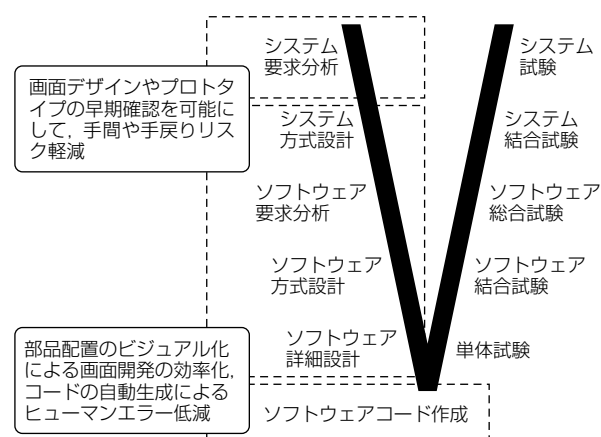 システム
要求分析
システム
試験
画面デザインやプロトタ
イプの早期確認を可能に
して，手間や手戻りリス
ク軽減
システム
方式設計
システム
結合試験
ソフトウェア
要求分析
ソフトウェア
総合試験
ソフトウェア
方式設計
ソフトウェア
結合試験
部品配置のビジュアル化
による画面開発の効率化，
コードの自動生成による
ヒューマンエラー低減
ソフトウェア
詳細設計
単体試験
ソフトウェアコード作成